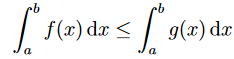 ∫_a^b f(x) dx ≤ ∫_a^b g(x) dx